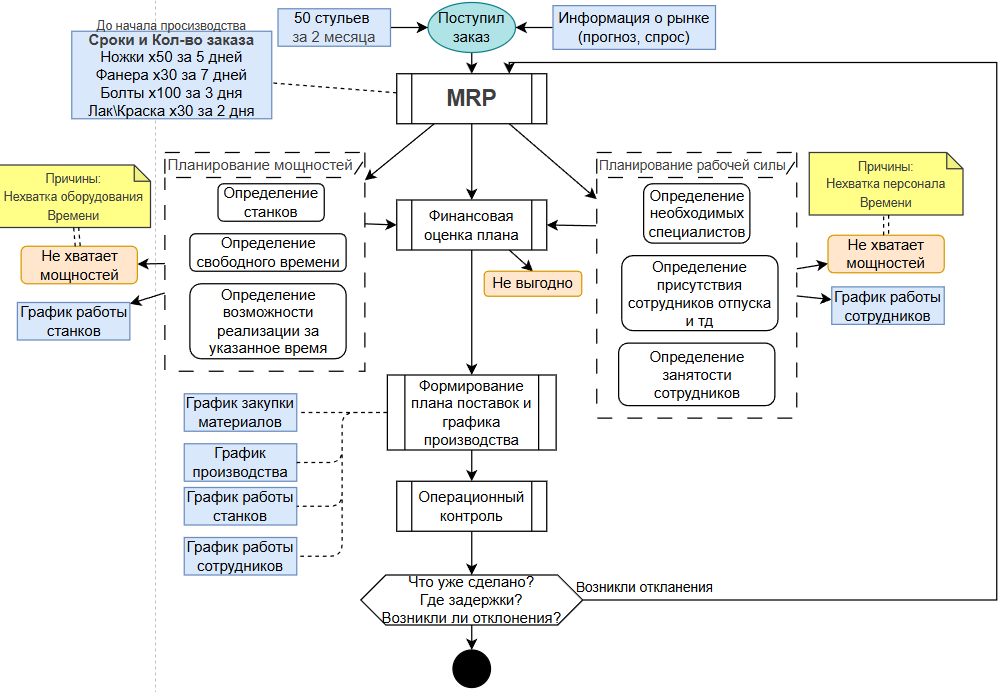 50 стульев
за 2 месяца
Поступил
заказ
Информация о рынке
(прогноз, спрос)
До начала просизводства
Сроки и Кол-во заказа
Ножки x50 за 5 дней
Фанера x30 за 7 дней
Болты x100 за 3 дня
Лак\Краска x30 за 2 дня
MRP
Планирование мощностей
Определение
станков
Определение
свободного времени
Определение
возможности
реализации за
указанное время
Причины:
Нехватка оборудования
Времени
Не хватает
мощностей
График работы
станков
Финансовая
оценка плана
Не выгодно
Планирование рабочей силы
Определение
необходимых
специалистов
Определение
присутствия
сотрудников отпуска
и тд
Определение
занятости
сотрудников
Причины:
Нехватка персонала
Времени
Не хватает
мощностей
График работы
сотрудников
Формирование
плана поставок и
графика
производства
График закупки
материалов
График
производства
График работы
станков
График работы
сотрудников
Операционный
контроль
Что уже сделано?
Где задержки?
Возникли ли отклонения?
Возникли откланения